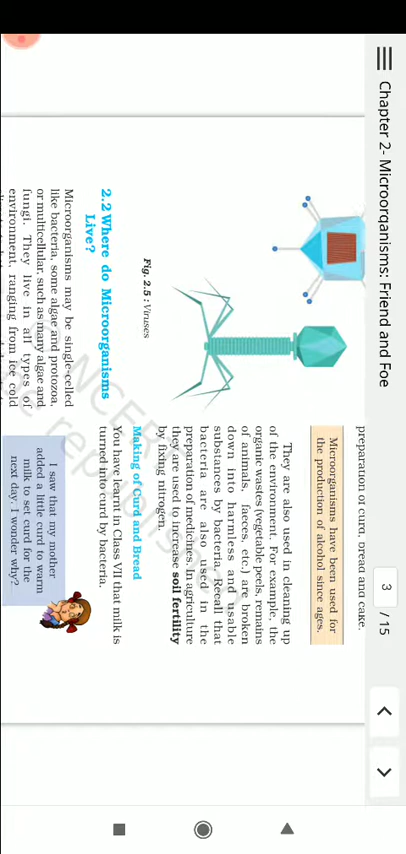 Chapter 2- Microorganisms: Friend and Foe
3 / 15
Fig. 2.5 : Viruses
2.2 Where do Microorganisms
Live?
Microorganisms may be single-celled
like bacteria, some algae and protozoa,
or multicellular, such as many algae and
fungi. They live in all types of
environment, ranging from ice cold
preparation of curd, bread and cake.
Microorganisms have been used for
the production of alcohol since ages.
They are also used in cleaning up
of the environment. For example, the
organic wastes (vegetable peels, remains
of animals, faeces, etc.) are broken
down into harmless and usable
substances by bacteria. Recall that
bacteria are also used in the
preparation of medicines. In agriculture
they are used to increase soil fertility
by fixing nitrogen.
Making of Curd and Bread
You have learnt in Class VII that milk is
turned into curd by bacteria.
I saw that my mother
added a little curd to warm
milk to set curd for the
next day. I wonder why?
NCER
republish